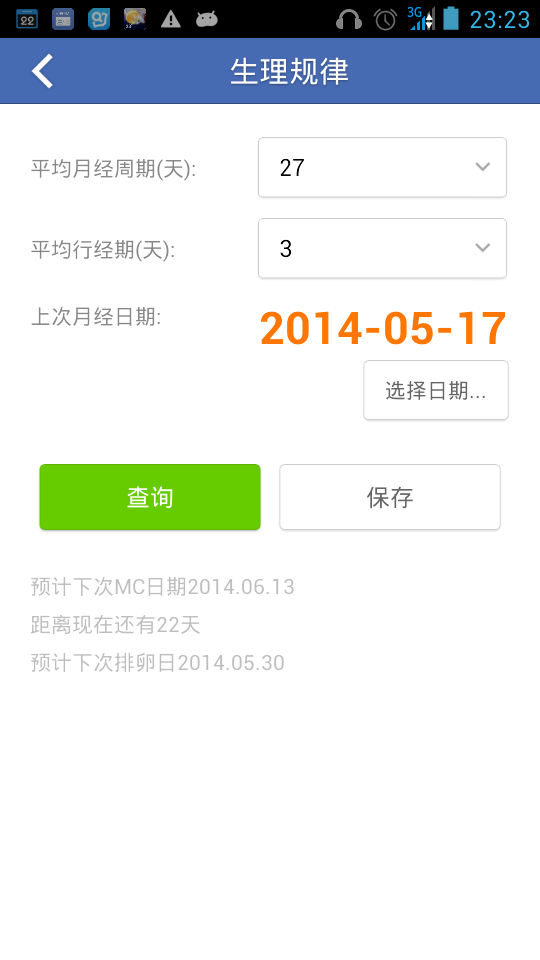 22
3G
23:23
生理规律
平均月经周期(天):
27
平均行经期(天):
3
上次月经日期:
2014-05-17
选择日期...
查询
保存
预计下次MC日期2014.06.13
距离现在还有22天
预计下次排卵日2014.05.30